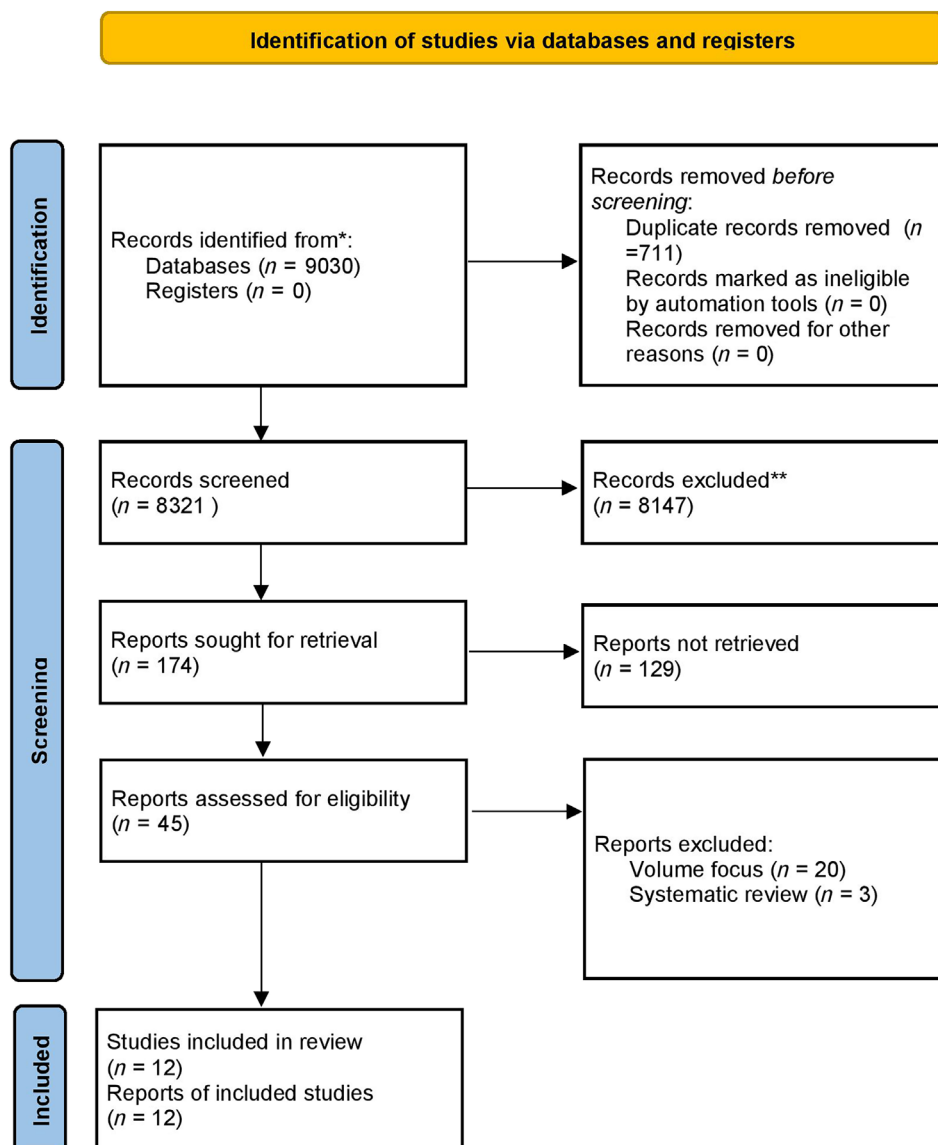 Identification of studies via databases and registers
Identification
Records identified from*:
Databases (n = 9030)
Registers (n = 0)
Records removed before
screening:
Duplicate records removed (n
=711)
Records marked as ineligible
by automation tools (n = 0)
Records removed for other
reasons (n = 0)
Screening
Records screened
(n = 8321 )
Records excluded**
(n = 8147)
Reports sought for retrieval
(n = 174)
Reports not retrieved
(n = 129)
Reports assessed for eligibility
(n = 45)
Reports excluded:
Volume focus (n = 20)
Systematic review (n = 3)
Included
Studies included in review
(n = 12)
Reports of included studies
(n = 12)